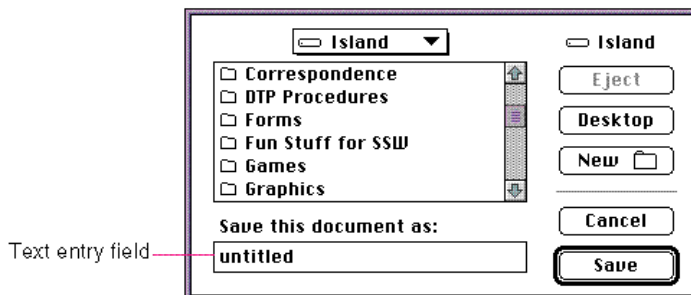 Island
Island
Correspondence
DTP Procedures
Forms
Fun Stuff for SSW
Games
Graphics
Eject
Desktop
New
Save this document as:
untitled
Cancel
Save
Text entry field